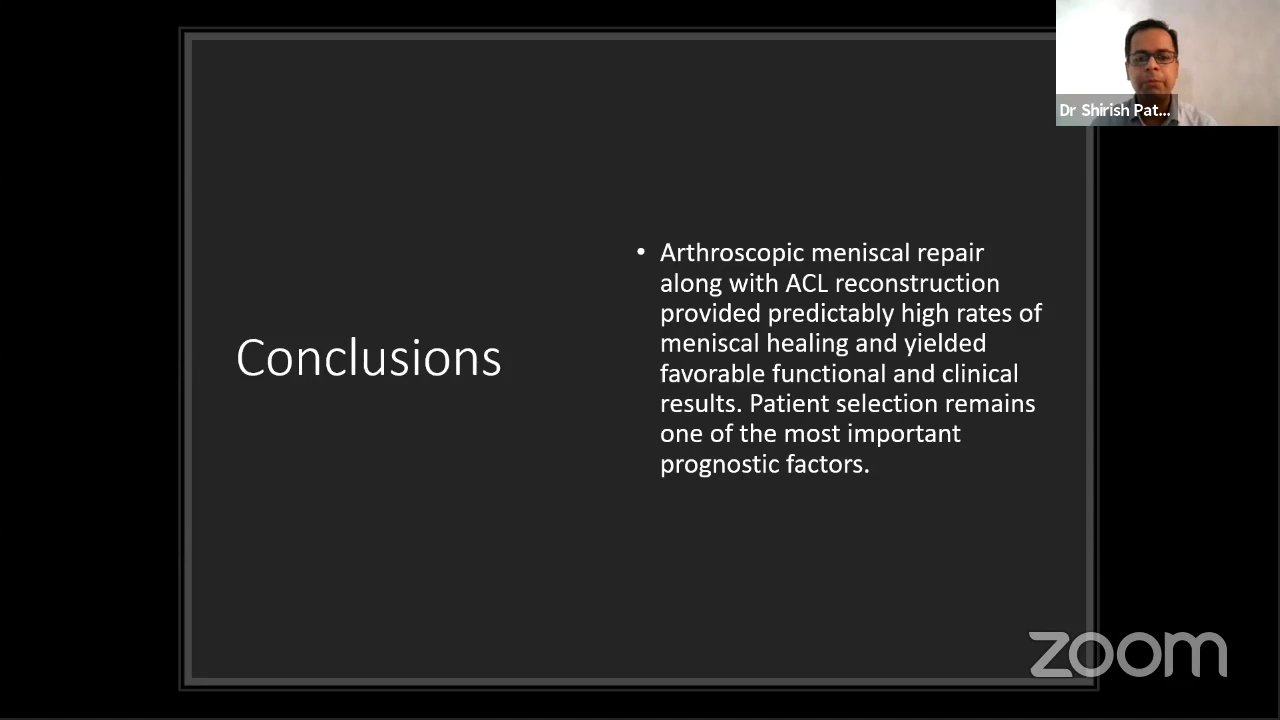 Dr Shirish Pat...
Conclusions
• Arthroscopic meniscal repair
along with ACL reconstruction
provided predictably high rates of
meniscal healing and yielded
favorable functional and clinical
results. Patient selection remains
one of the most important
prognostic factors.
zoom